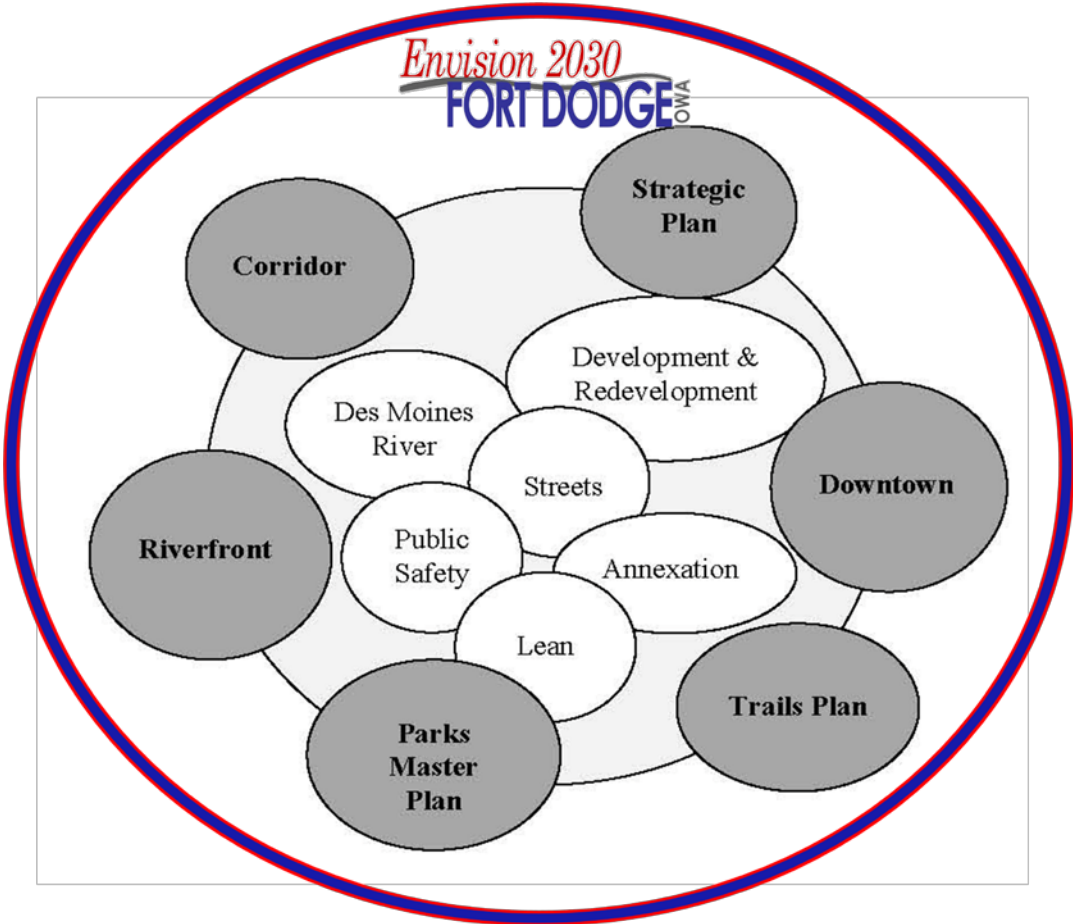 Envision 2030
FORT DODGE
IOWA
Strategic
Plan
Corridor
Development &
Redevelopment
Des Moines
River
Streets
Downtown
Public
Safety
Annexation
Riverfront
Lean
Trails Plan
Parks
Master
Plan